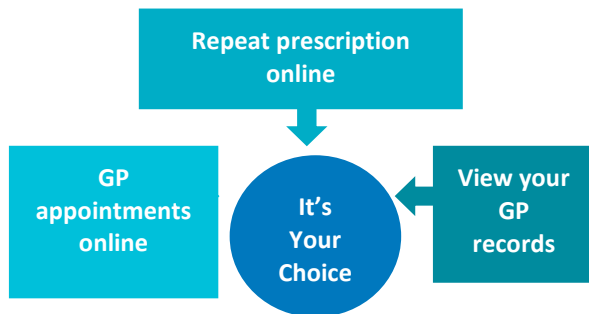 Repeat prescription
online
GP
appointments
online
It’s
Your
Choice
View your
GP
records